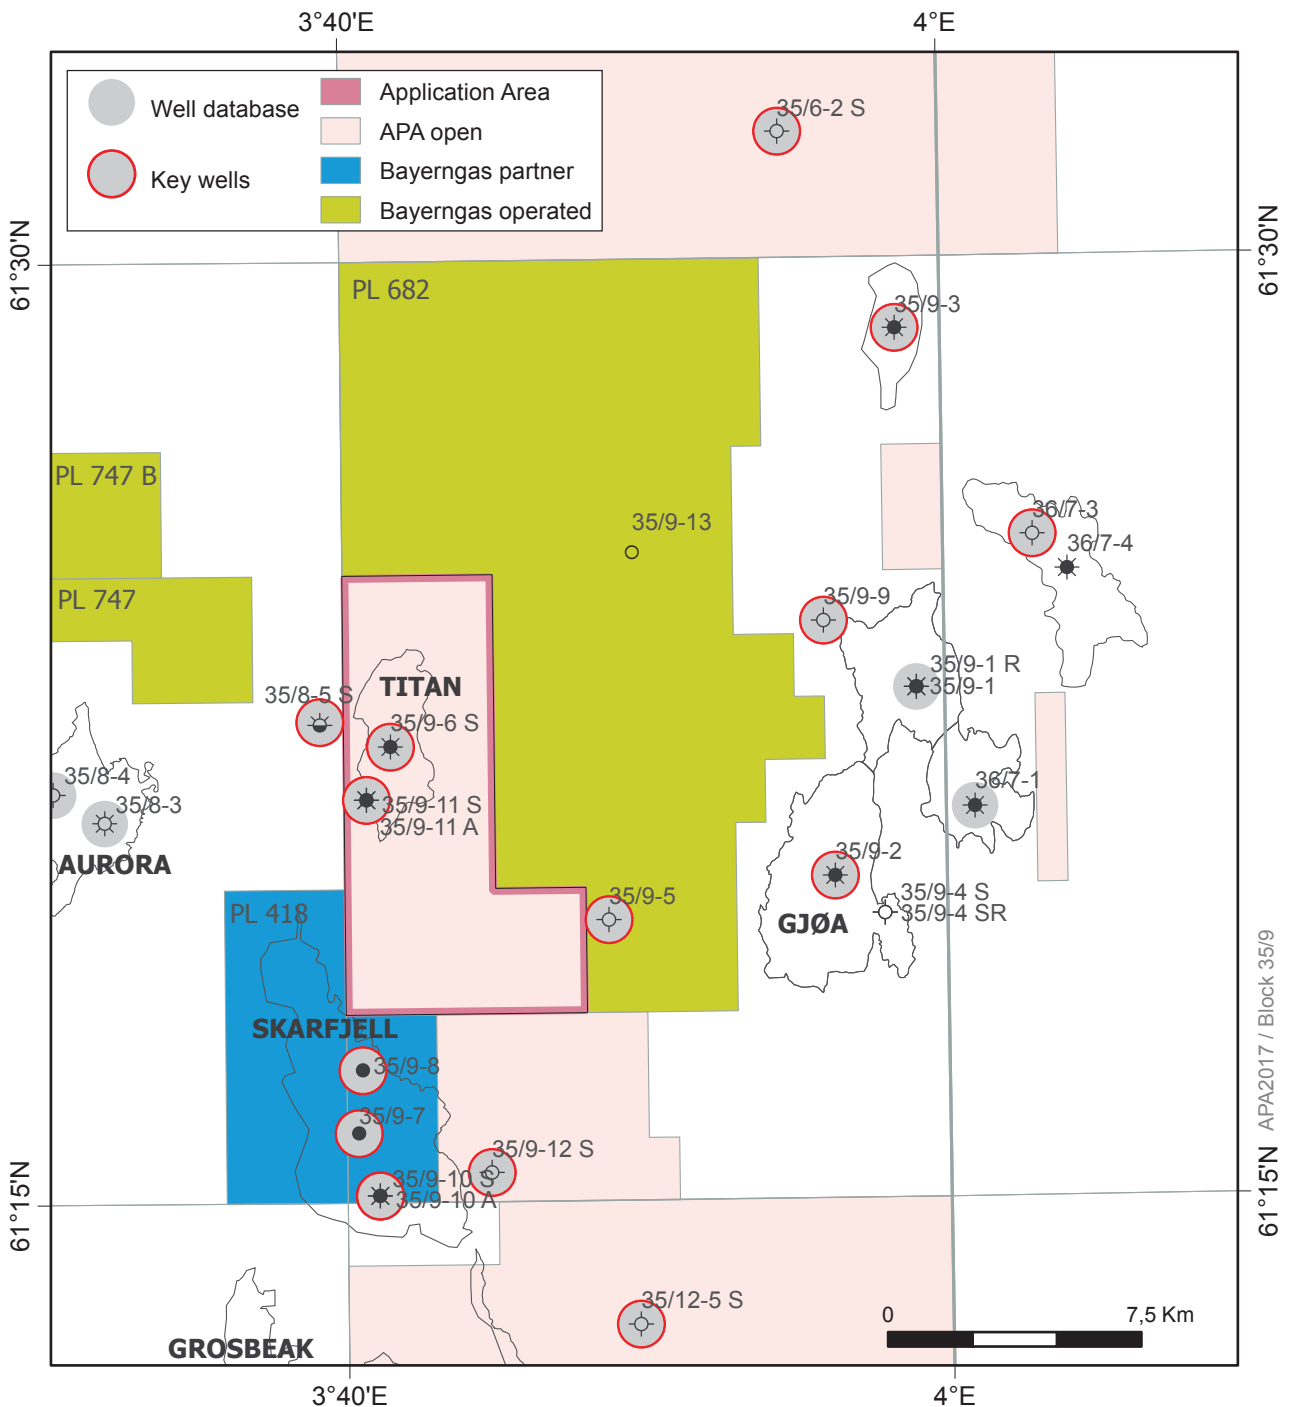 3°40'E
4°E
Well database
Key wells
Application Area
APA open
Bayerngas partner
Bayerngas operated
35/6-2 S
61°30'N
61°30'N
PL 682
35/9-3
PL 747 B
35/9-13
36/7-3
36/7-4
PL 747
35/9-9
35/9-1 R
35/9-1
TITAN
35/8-5 S
35/9-6 S
35/8-4
35/8-3
35/9-11 S
35/9-11 A
36/7-1
AURORA
35/9-2
35/9-5
35/9-4 S
35/9-4 SR
GJØA
PL 418
SKARFJELL
35/9-8
35/9-7
35/9-12 S
35/9-10 S
35/9-10 A
61°15'N
61°15'N
APA2017 / Block 35/9
35/12-5 S
GROSBEAK
0
7,5 Km
3°40'E
4°E